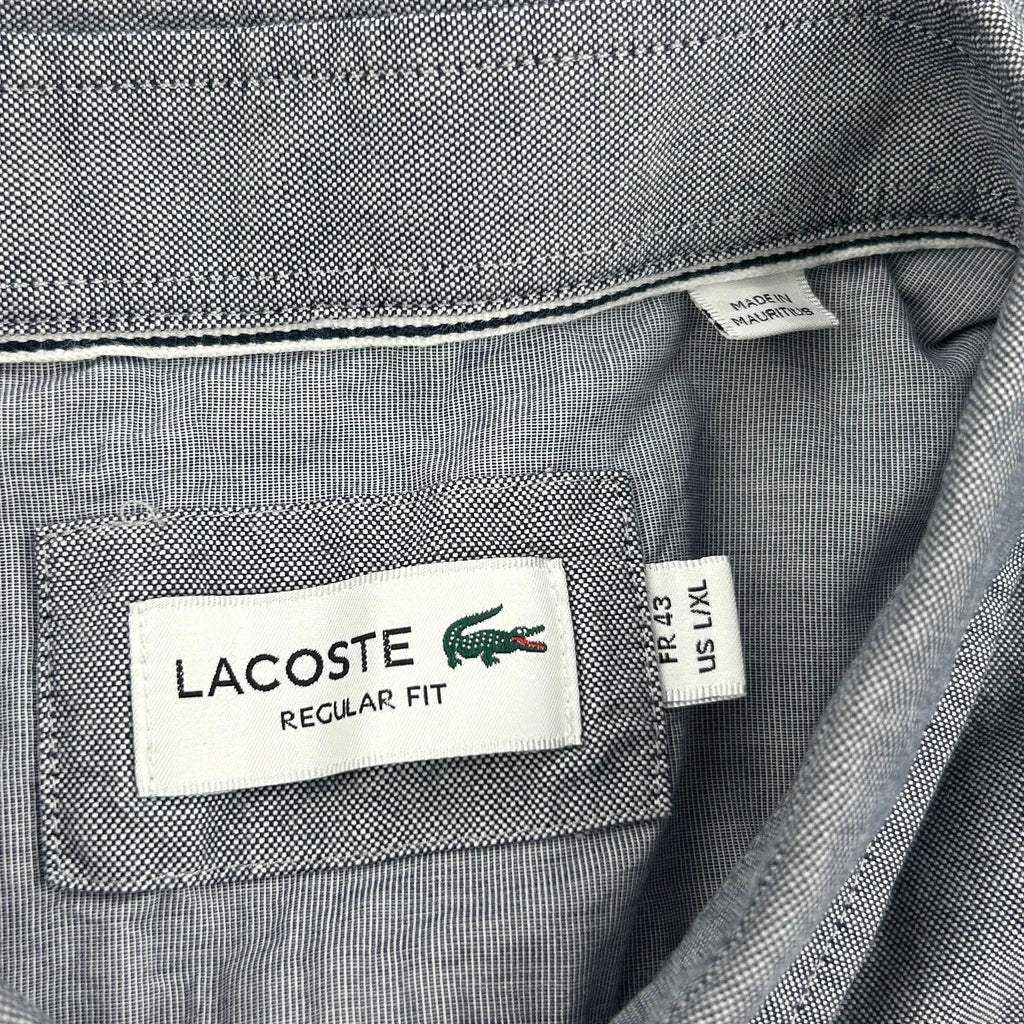 MADE IN
MAURITIUS
LACOSTE
REGULAR FIT
FR 43
US L/XL